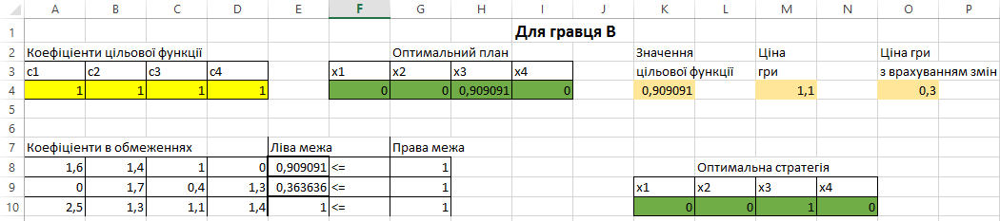 A B C D E F G H I J K L M N O P
1 Для гравця В
2 Коефіцієнти цільової функції Оптимальний план Значення Ціна Ціна гри
3 c1 c2 c3 c4 x1 x2 x3 x4 цільової функції гри з врахуванням змін
4 1 1 1 1 0 0 0,909091 0 0,909091 1,1 0,3
5
6
7 Коефіцієнти в обмеженнях Ліва межа Права межа
8 1,6 1,4 1 0 0,909091 <= 1 Оптимальна стратегія
9 0 1,7 0,4 1,3 0,363636 <= 1 x1 x2 x3 x4
10 2,5 1,3 1,1 1,4 1 <= 1 0 0 1 0